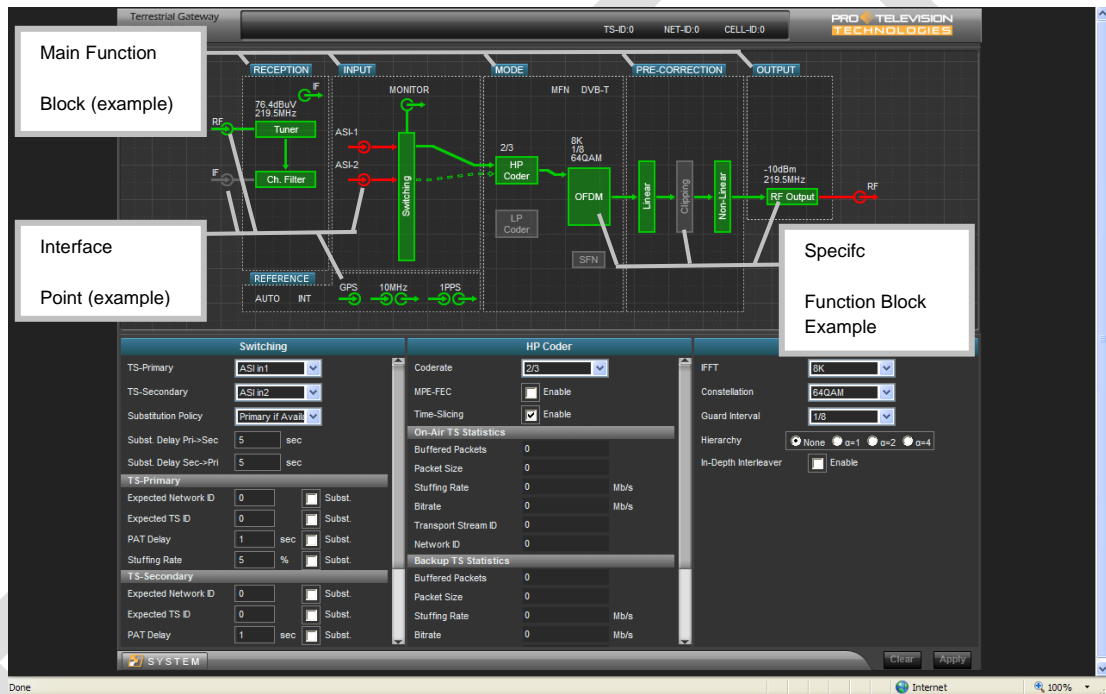 Terrestrial Gateway
TS-ID:0 NET-ID:0 CELL-ID:0
PRO TELEVISION
TECHNOLOGIES
Main Function
Block (example)
RECEPTION INPUT MODE PRE-CORRECTION OUTPUT
IF
MONITOR
MFN DVB-T
76.4dBuV
219.5MHz
RF
Tuner
ASI-1
2/3
8K
1/8
64QAM
IF
Ch. Filter
ASI-2
Switching
HP
Coder
OFDM
Linear
Clipping
Non-Linear
-10dBm
219.5MHz
RF Output
RF
LP
Coder
SFN
Interface
Point (example)
Specifc
Function Block
Example
REFERENCE
AUTO INT
GPS 10MHz 1PPS
Switching
TS-Primary ASI in1
TS-Secondary ASI in2
Substitution Policy Primary if Availa
Subst. Delay Pri->Sec 5 sec
Subst. Delay Sec->Pri 5 sec
TS-Primary
Expected Network ID 0 Subst.
Expected TS ID 0 Subst.
PAT Delay 1 sec Subst.
Stuffing Rate 5 % Subst.
TS-Secondary
Expected Network ID 0 Subst.
Expected TS ID 0 Subst.
PAT Delay 1 sec Subst.
HP Coder
Coderate 2/3
MPE-FEC Enable
Time-Slicing Enable
On-Air TS Statistics
Buffered Packets 0
Packet Size 0
Stuffing Rate 0 Mb/s
Bitrate 0 Mb/s
Transport Stream ID 0
Network ID 0
Backup TS Statistics
Buffered Packets 0
Packet Size 0
Stuffing Rate 0 Mb/s
Bitrate 0 Mb/s
IFFT 8K
Constellation 64QAM
Guard Interval 1/8
Hierarchy None α=1 α=2 α=4
In-Depth Interleaver Enable
SYSTEM
Clear Apply
Done
Internet
100%